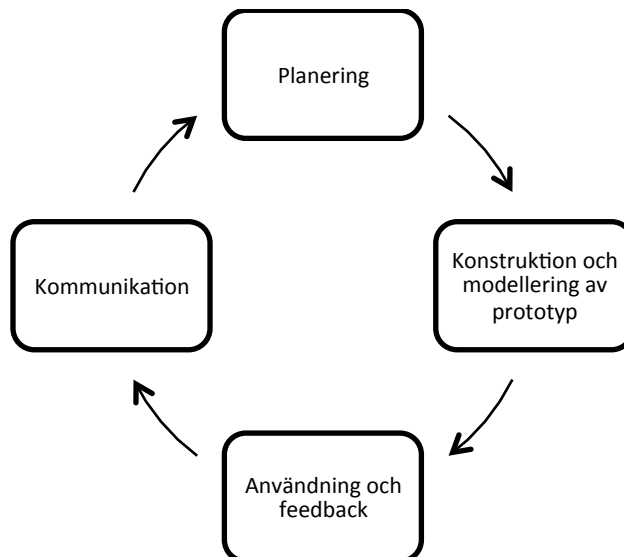 Planering
Kommunikation
Konstruktion och
modellering av
prototyp
Användning och
feedback